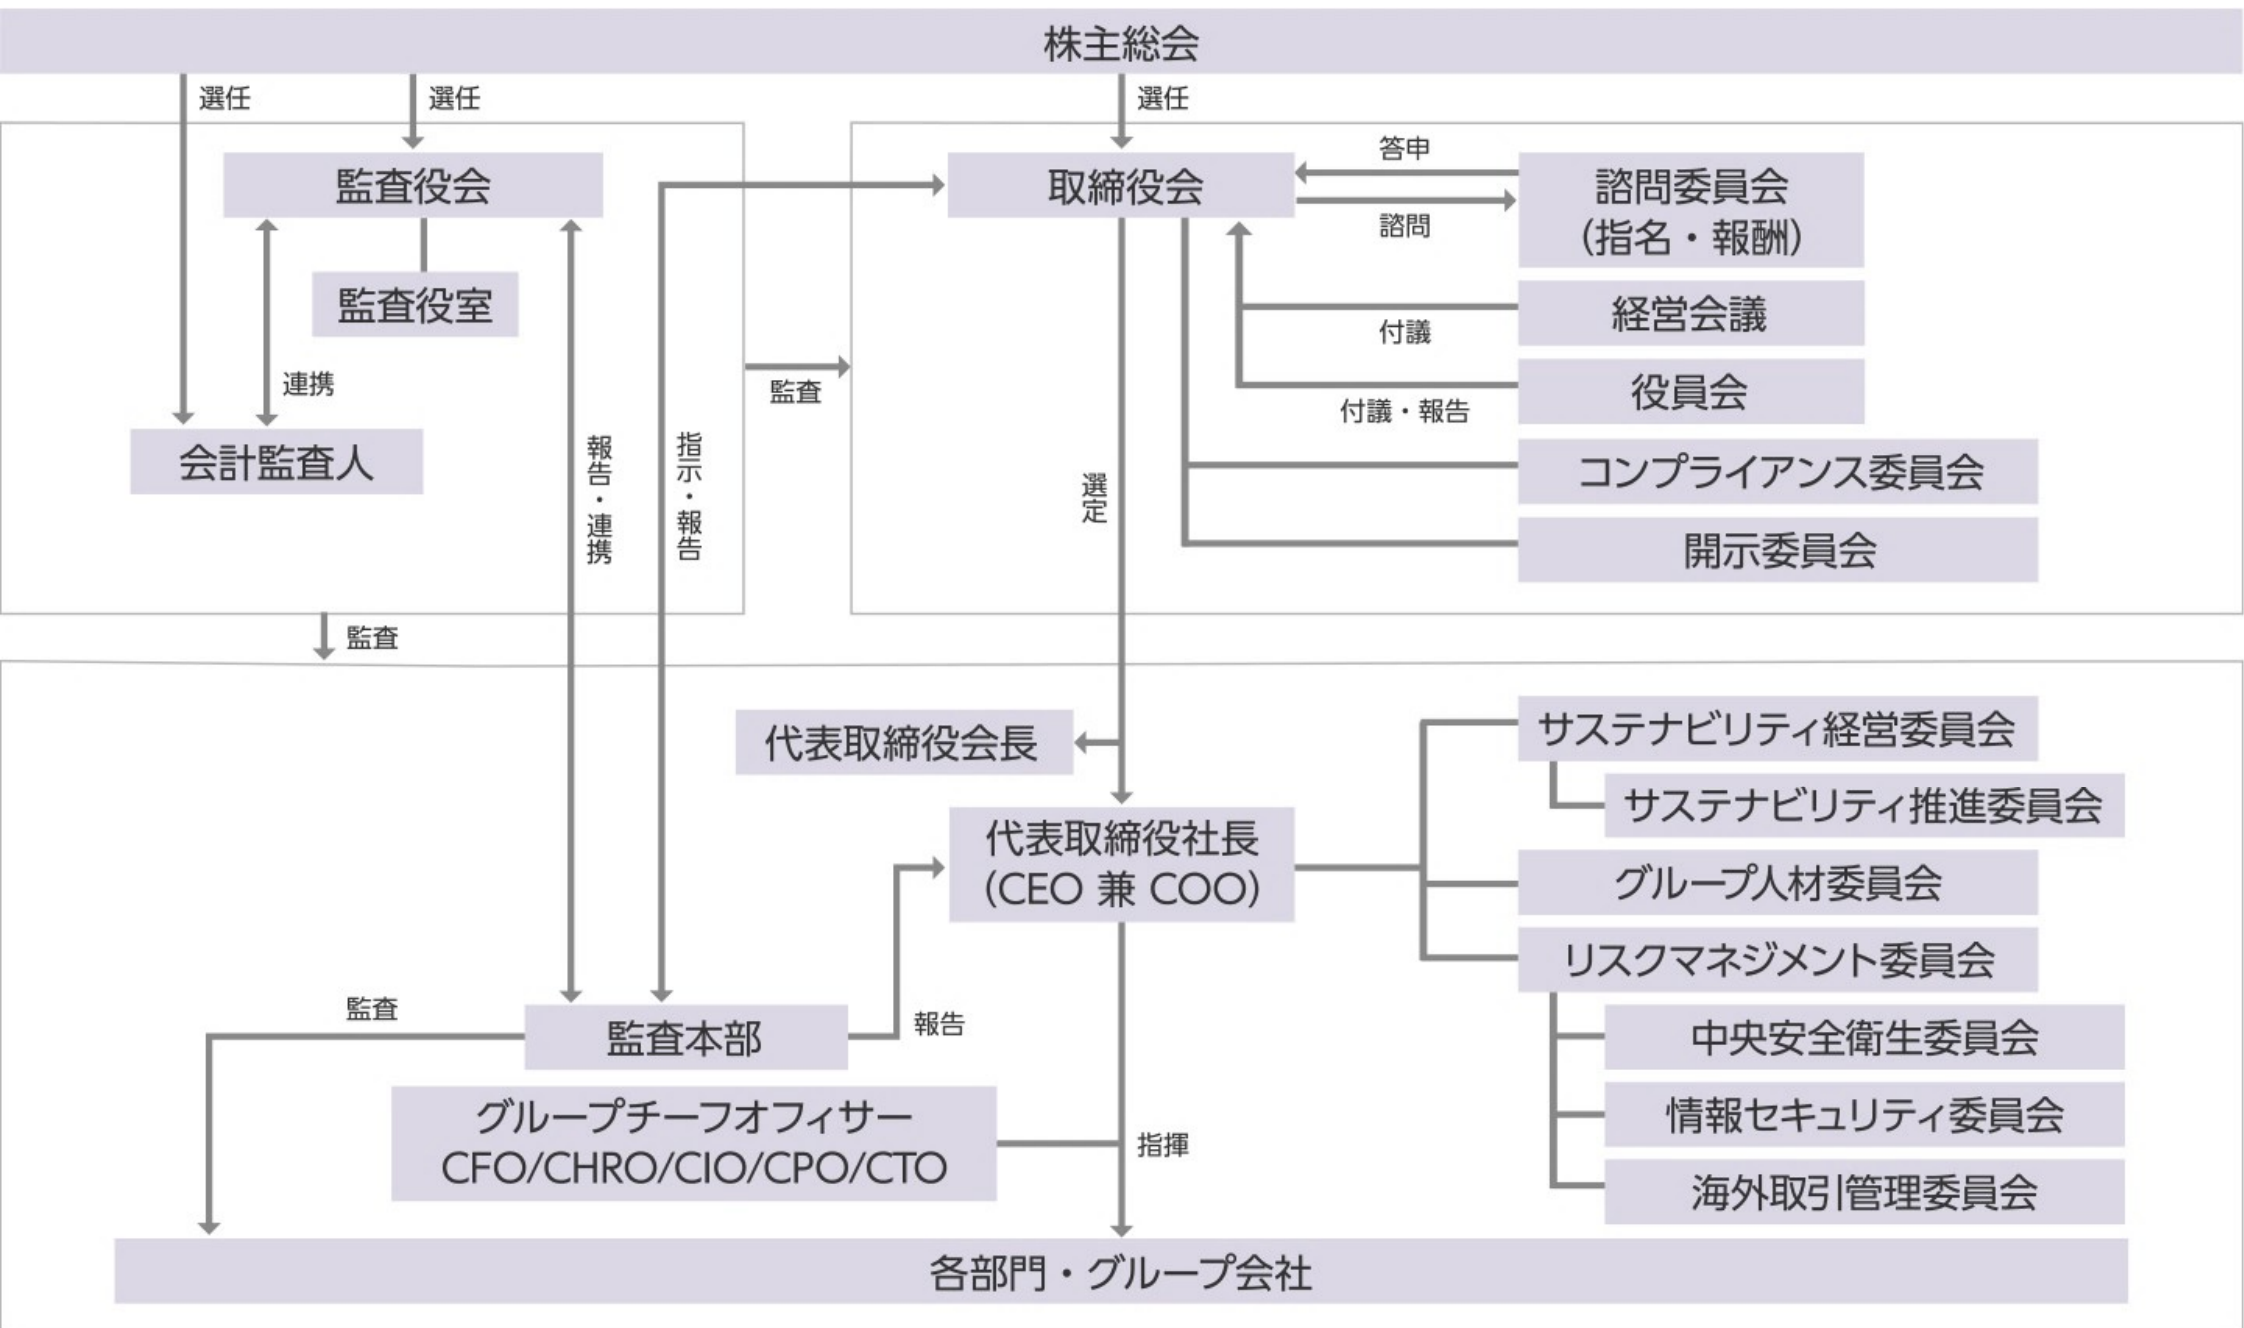 株主総会
選任
選任
選任
監査役会
取締役会
答申
諮問
諮問委員会
（指名・報酬）
監査役室
経営会議
付議
連携
監査
役員会
付議・報告
会計監査人
報告・連携
指示・報告
選定
コンプライアンス委員会
開示委員会
監査
代表取締役会長
サステナビリティ経営委員会
サステナビリティ推進委員会
代表取締役社長
（CEO 兼 COO）
グループ人材委員会
リスクマネジメント委員会
監査
監査本部
報告
中央安全衛生委員会
グループチーフオフィサー
CFO/CHRO/CIO/CPO/CTO
指揮
情報セキュリティ委員会
海外取引管理委員会
各部門・グループ会社